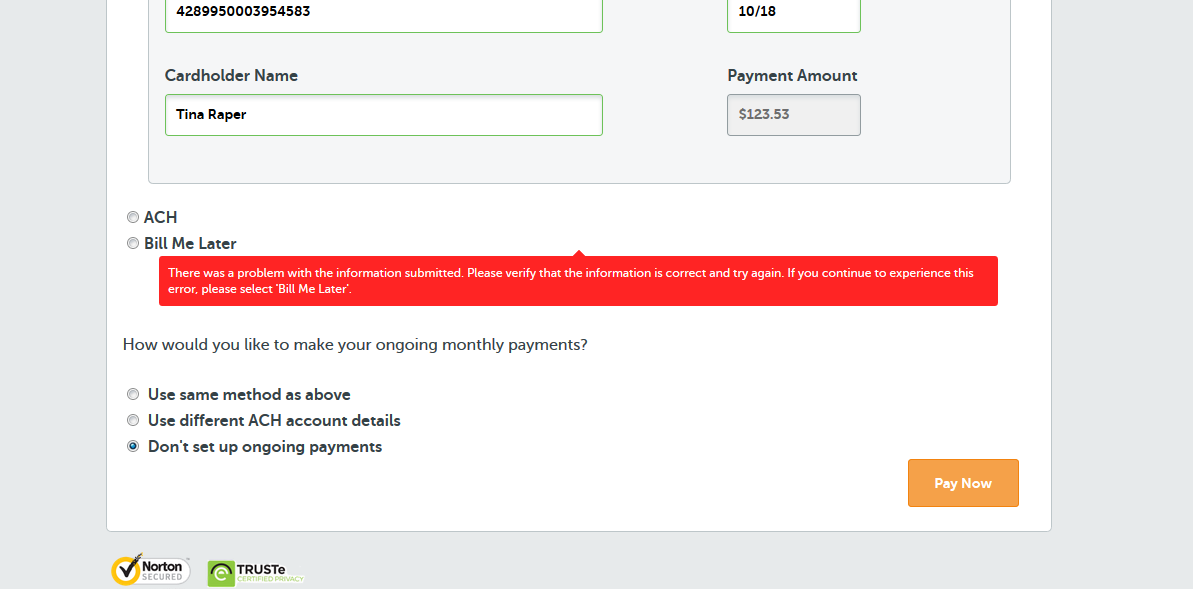 4289950003954583 10/18
Cardholder Name Payment Amount
Tina Raper $123.53
ACH
Bill Me Later
There was a problem with the information submitted. Please verify that the information is correct and try again. If you continue to experience this
error, please select 'Bill Me Later'.
How would you like to make your ongoing monthly payments?
Use same method as above
Use different ACH account details
Don't set up ongoing payments
Pay Now
Norton
SECURED
TRUSTe
CERTIFIED PRIVACY